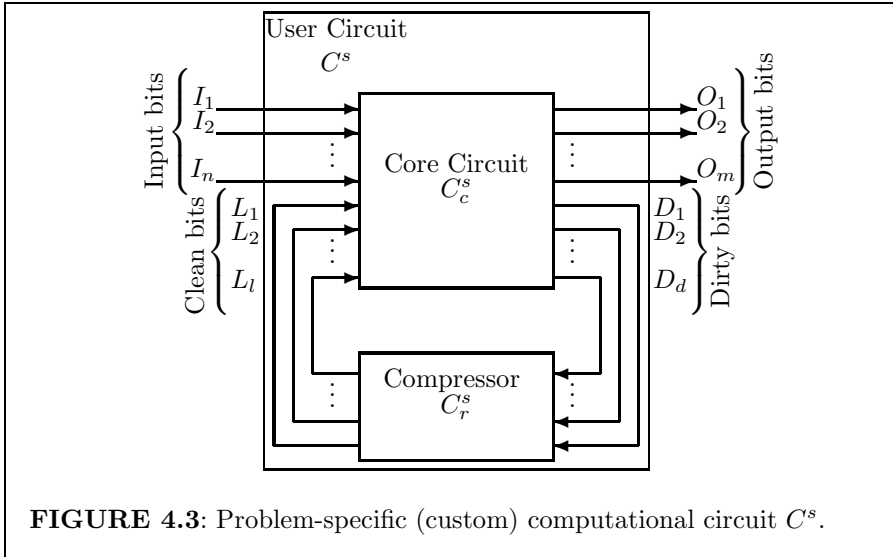 User Circuit
C^s
Input bits
I_1
I_2
⋮
I_n
Clean bits
L_1
L_2
⋮
L_l
Core Circuit
C_c^s
O_1
O_2
⋮
O_m
Output bits
D_1
D_2
⋮
D_d
Dirty bits
Compressor
C_r^s
⋮
⋮
FIGURE 4.3: Problem-specific (custom) computational circuit C^s.